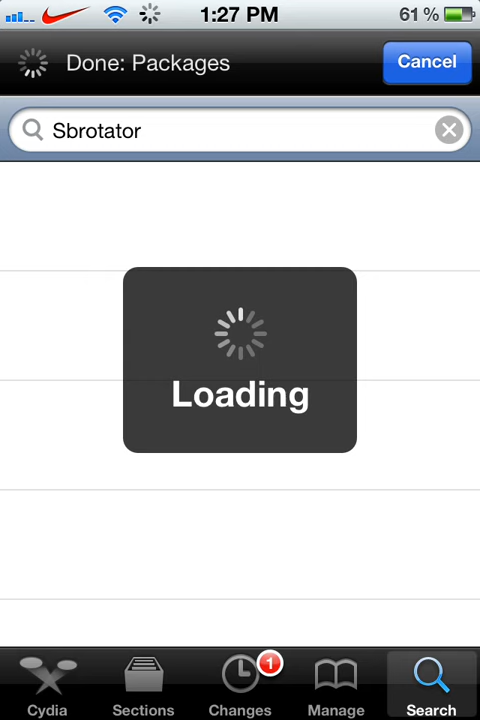 1:27 PM
61 %
Done: Packages
Cancel
Sbrotator
Loading
1
Cydia
Sections
Changes
Manage
Search